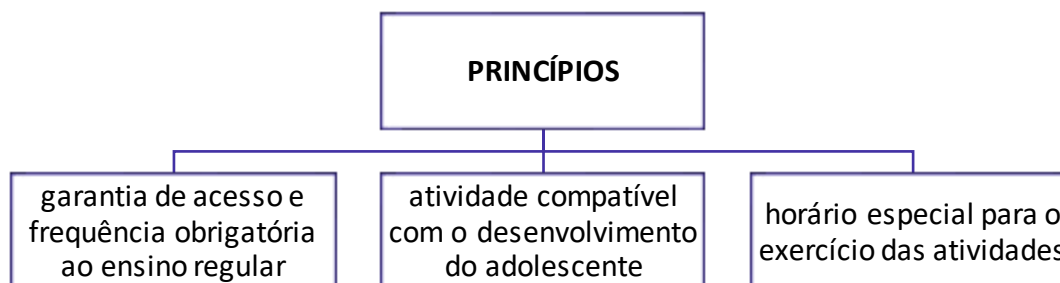 PRINCÍPIOS
garantia de acesso e
frequência obrigatória
ao ensino regular
atividade compatível
com o desenvolvimento
do adolescente
horário especial para o
exercício das atividades